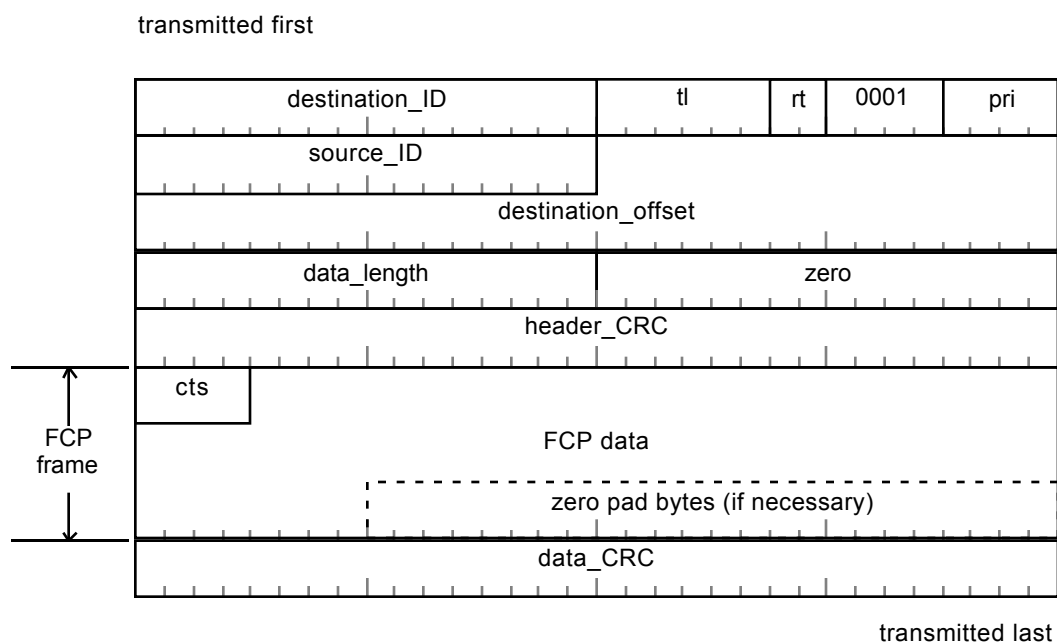 transmitted first
destination_ID tl rt 0001 pri
source_ID
destination_offset
data_length zero
header_CRC
cts
FCP
frame
FCP data
zero pad bytes (if necessary)
data_CRC
transmitted last